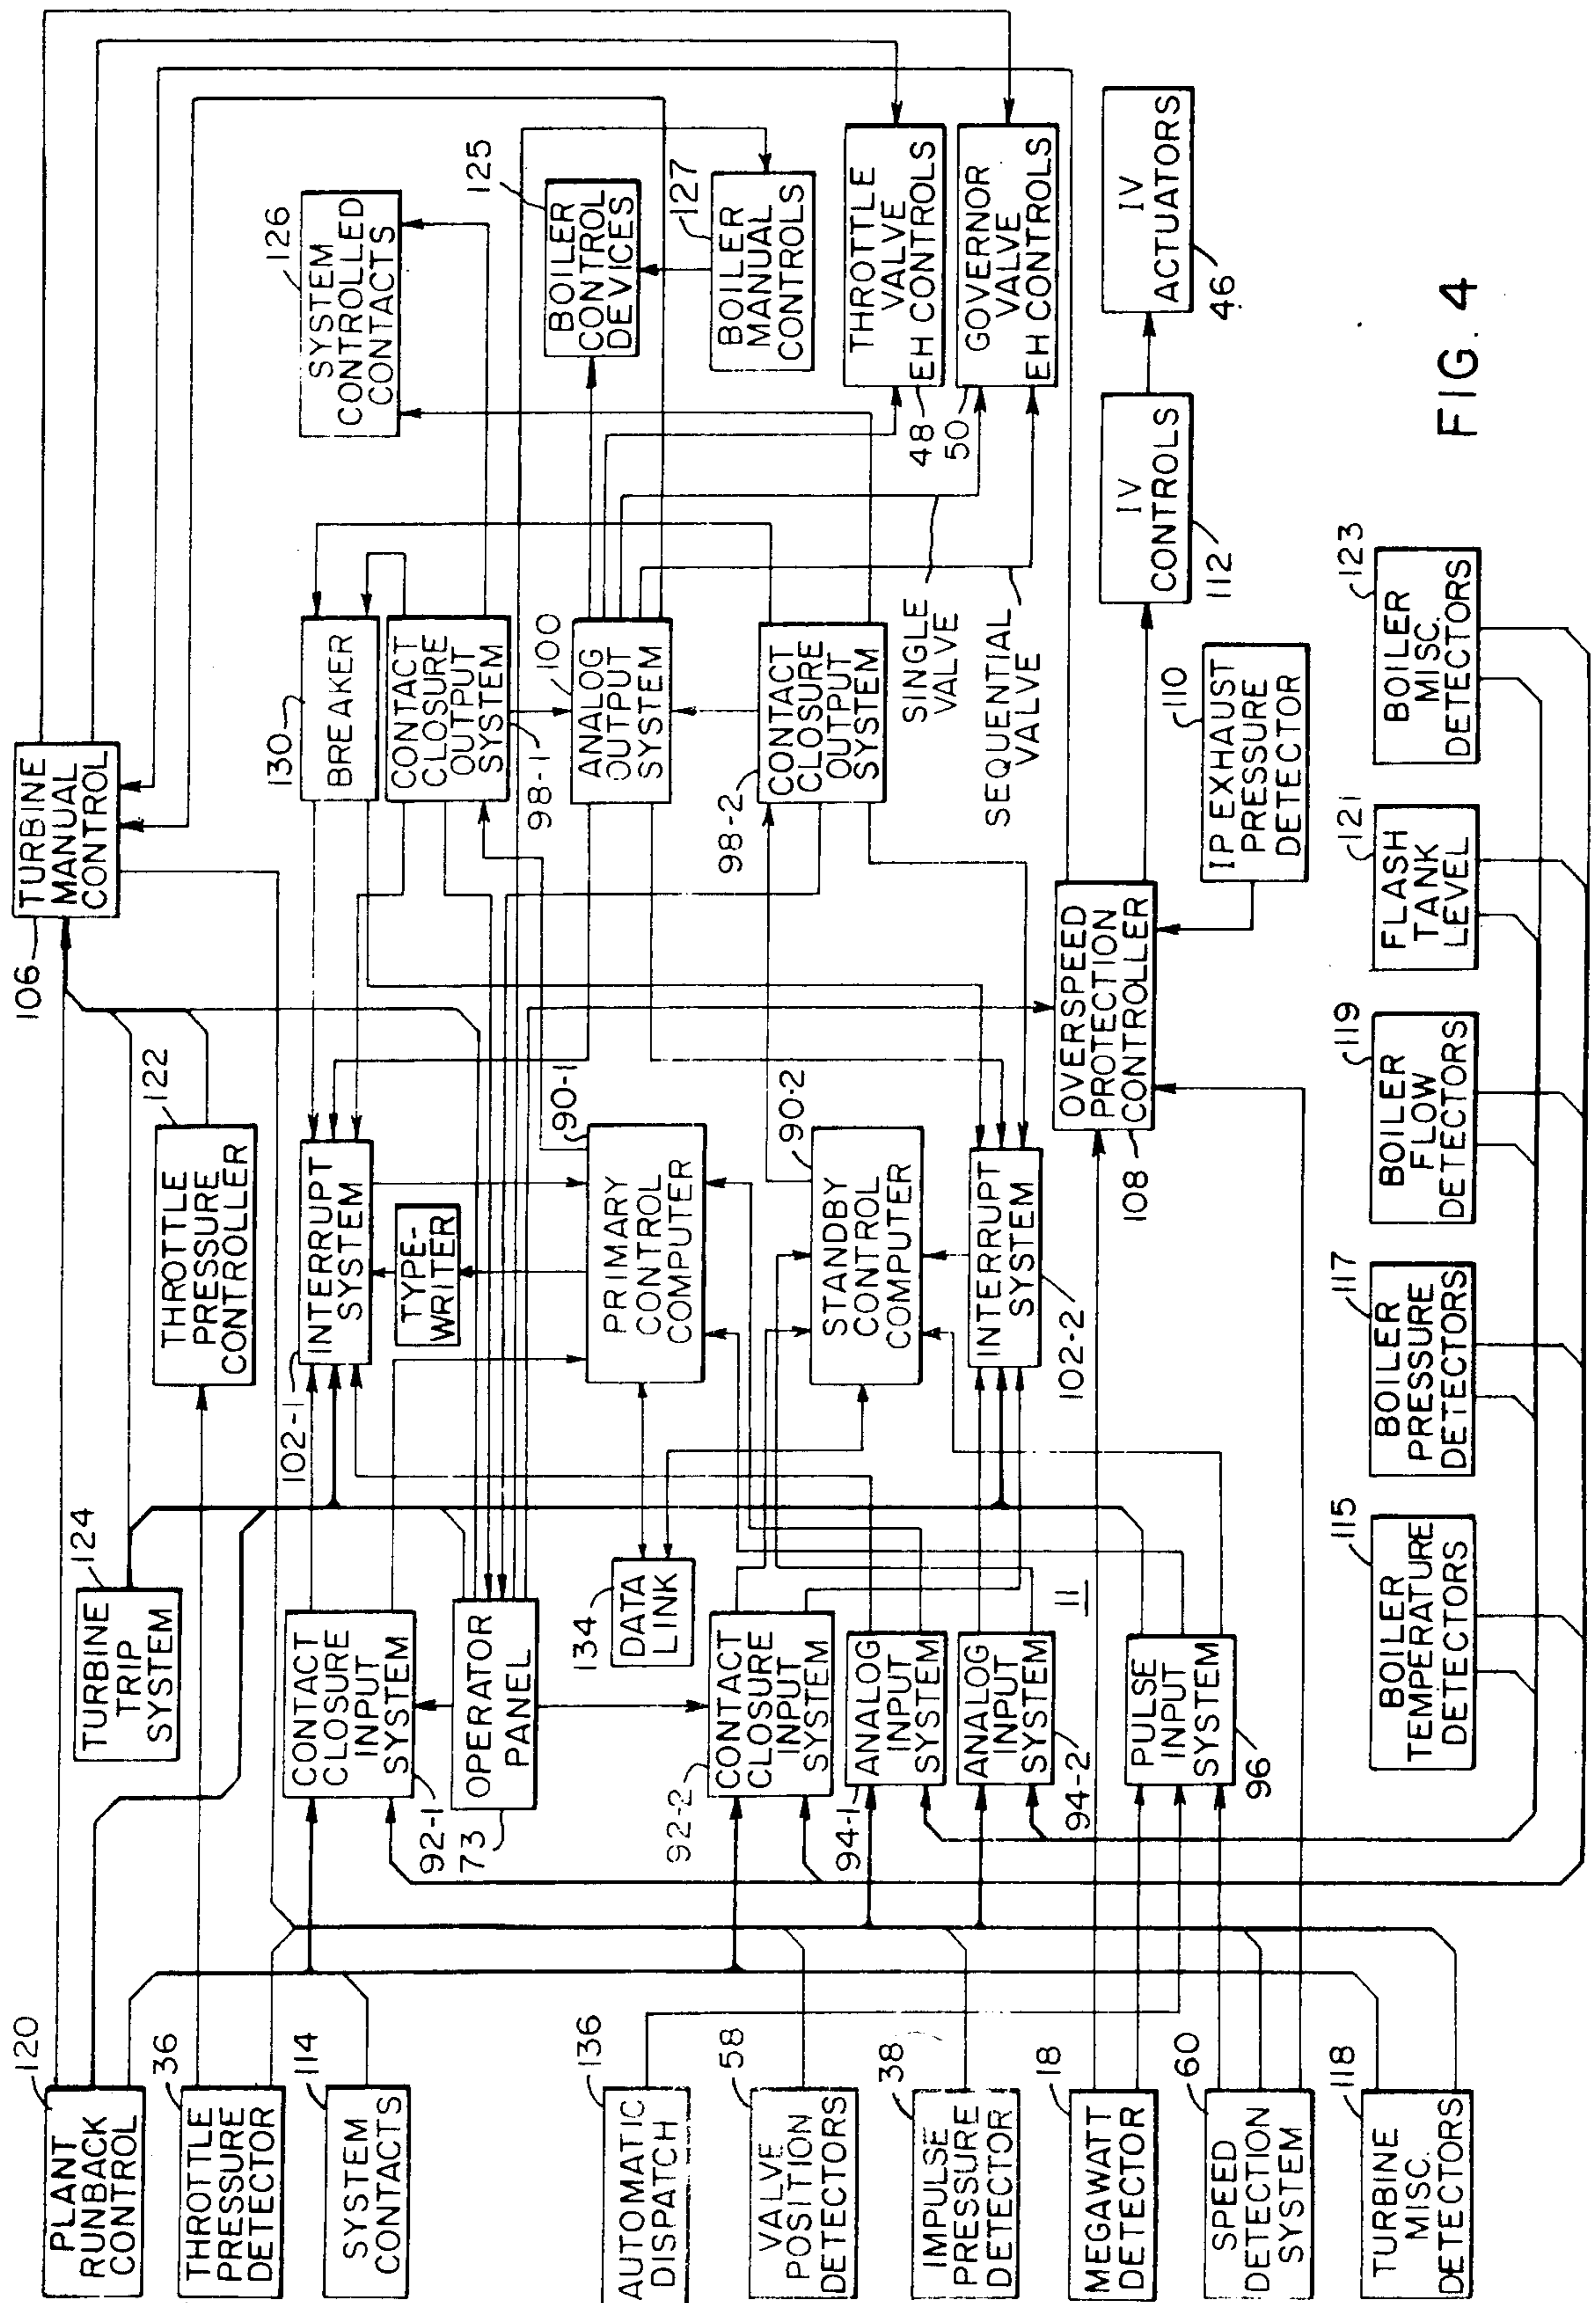 120
PLANT
RUNBACK
CONTROL
36
THROTTLE
PRESSURE
DETECTOR
114
SYSTEM
CONTACTS
136
AUTOMATIC
DISPATCH
58
VALVE
POSITION
DETECTORS
38
IMPULSE
PRESSURE
DETECTOR
18
MEGAWATT
DETECTOR
60
SPEED
DETECTION
SYSTEM
118
TURBINE
MISC.
DETECTORS
124
TURBINE
TRIP
SYSTEM
CONTACT
CLOSURE
INPUT
SYSTEM
92-1
OPERATOR
PANEL
73
134
DATA
LINK
92-2
CONTACT
CLOSURE
INPUT
SYSTEM
94-1
ANALOG
INPUT
SYSTEM
ANALOG
INPUT
SYSTEM
94-2
11
PULSE
INPUT
SYSTEM
96
122
THROTTLE
PRESSURE
CONTROLLER
102-1
INTERRUPT
SYSTEM
TYPE-
WRITER
90-1
PRIMARY
CONTROL
COMPUTER
90-2
STANDBY
CONTROL
COMPUTER
INTERRUPT
SYSTEM
102-2
106
TURBINE
MANUAL
CONTROL
130
BREAKER
CONTACT
CLOSURE
OUTPUT
SYSTEM
98-1
100
ANALOG
OUTPUT
SYSTEM
98-2
CONTACT
CLOSURE
OUTPUT
SYSTEM
SINGLE
VALVE
SEQUENTIAL
VALVE
OVERSPEED
PROTECTION
CONTROLLER
108
110
IP EXHAUST
PRESSURE
DETECTOR
126
SYSTEM
CONTROLLED
CONTACTS
125
BOILER
CONTROL
DEVICES
127
BOILER
MANUAL
CONTROLS
THROTTLE
VALVE
EH CONTROLS
48
50
GOVERNOR
VALVE
EH CONTROLS
IV
CONTROLS
112
IV
ACTUATORS
46
115
BOILER
TEMPERATURE
DETECTORS
117
BOILER
PRESSURE
DETECTORS
119
BOILER
FLOW
DETECTORS
121
FLASH
TANK
LEVEL
123
BOILER
MISC.
DETECTORS
FIG. 4